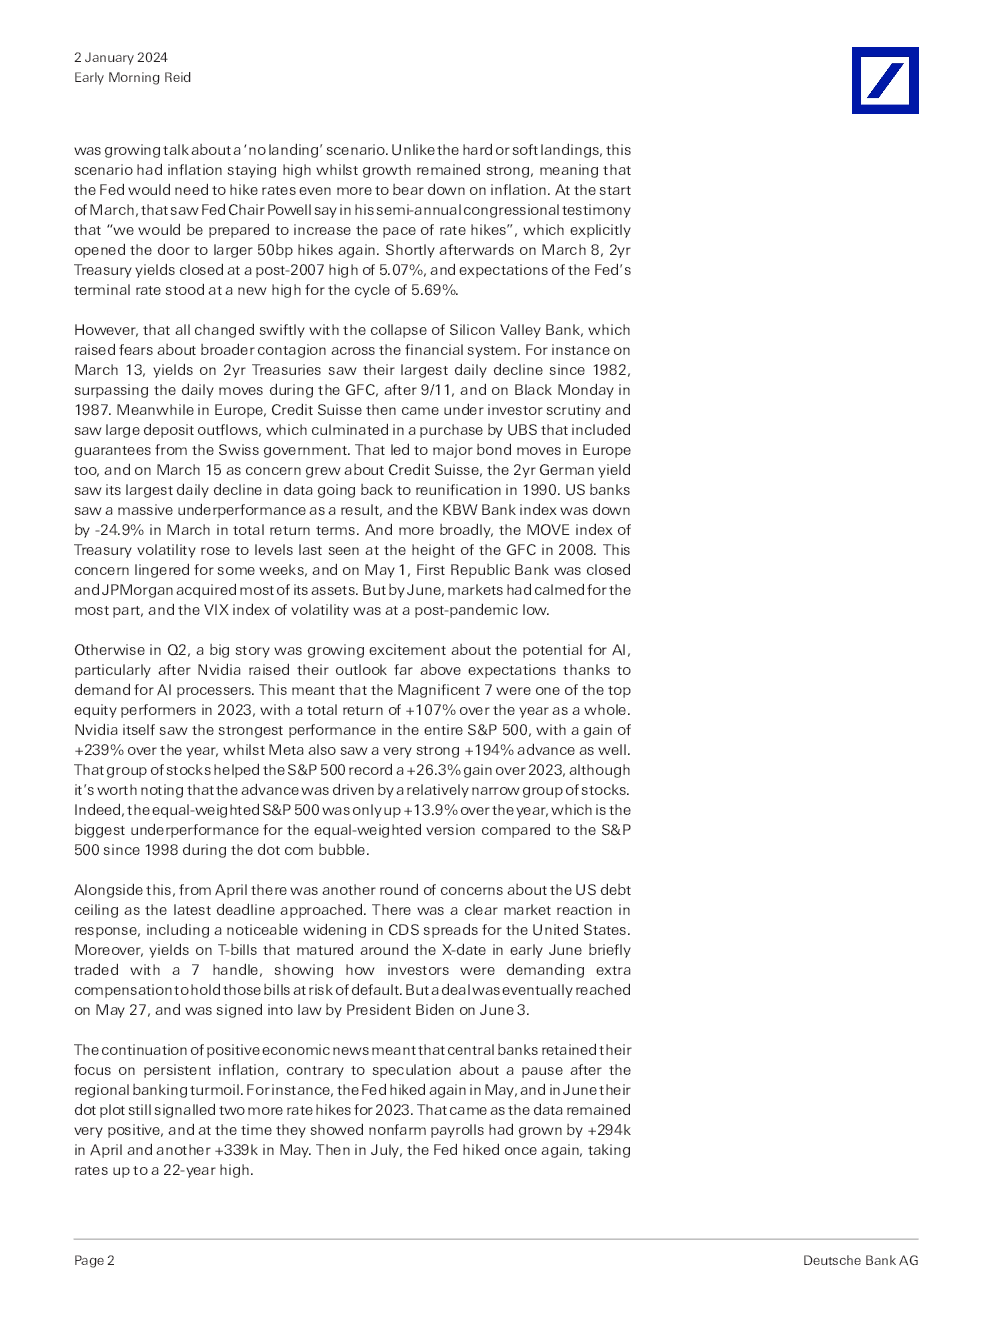 2 January 2024
Early Morning Reid
was growing talk about a ‘no landing’ scenario. Unlike the hard or soft landings, this
scenario had inflation staying high whilst growth remained strong, meaning that
the Fed would need to hike rates even more to bear down on inflation. At the start
of March, that saw Fed Chair Powell say in his semi-annual congressional testimony
that “we would be prepared to increase the pace of rate hikes”, which explicitly
opened the door to larger 50bp hikes again. Shortly afterwards on March 8, 2yr
Treasury yields closed at a post-2007 high of 5.07%, and expectations of the Fed’s
terminal rate stood at a new high for the cycle of 5.69%.
However, that all changed swiftly with the collapse of Silicon Valley Bank, which
raised fears about broader contagion across the financial system. For instance on
March 13, yields on 2yr Treasuries saw their largest daily decline since 1982,
surpassing the daily moves during the GFC, after 9/11, and on Black Monday in
1987. Meanwhile in Europe, Credit Suisse then came under investor scrutiny and
saw large deposit outflows, which culminated in a purchase by UBS that included
guarantees from the Swiss government. That led to major bond moves in Europe
too, and on March 15 as concern grew about Credit Suisse, the 2yr German yield
saw its largest daily decline in data going back to reunification in 1990. US banks
saw a massive underperformance as a result, and the KBW Bank index was down
by -24.9% in March in total return terms. And more broadly, the MOVE index of
Treasury volatility rose to levels last seen at the height of the GFC in 2008. This
concern lingered for some weeks, and on May 1, First Republic Bank was closed
and JPMorgan acquired most of its assets. But by June, markets had calmed for the
most part, and the VIX index of volatility was at a post-pandemic low.
Otherwise in Q2, a big story was growing excitement about the potential for AI,
particularly after Nvidia raised their outlook far above expectations thanks to
demand for AI processers. This meant that the Magnificent 7 were one of the top
equity performers in 2023, with a total return of +107% over the year as a whole.
Nvidia itself saw the strongest performance in the entire S&P 500, with a gain of
+239% over the year, whilst Meta also saw a very strong +194% advance as well.
That group of stocks helped the S&P 500 record a +26.3% gain over 2023, although
it’s worth noting that the advance was driven by a relatively narrow group of stocks.
Indeed, the equal-weighted S&P 500 was only up +13.9% over the year, which is the
biggest underperformance for the equal-weighted version compared to the S&P
500 since 1998 during the dot com bubble.
Alongside this, from April there was another round of concerns about the US debt
ceiling as the latest deadline approached. There was a clear market reaction in
response, including a noticeable widening in CDS spreads for the United States.
Moreover, yields on T-bills that matured around the X-date in early June briefly
traded with a 7 handle, showing how investors were demanding extra
compensation to hold those bills at risk of default. But a deal was eventually reached
on May 27, and was signed into law by President Biden on June 3.
The continuation of positive economic news meant that central banks retained their
focus on persistent inflation, contrary to speculation about a pause after the
regional banking turmoil. For instance, the Fed hiked again in May, and in June their
dot plot still signalled two more rate hikes for 2023. That came as the data remained
very positive, and at the time they showed nonfarm payrolls had grown by +294k
in April and another +339k in May. Then in July, the Fed hiked once again, taking
rates up to a 22-year high.
Page 2
Deutsche Bank AG